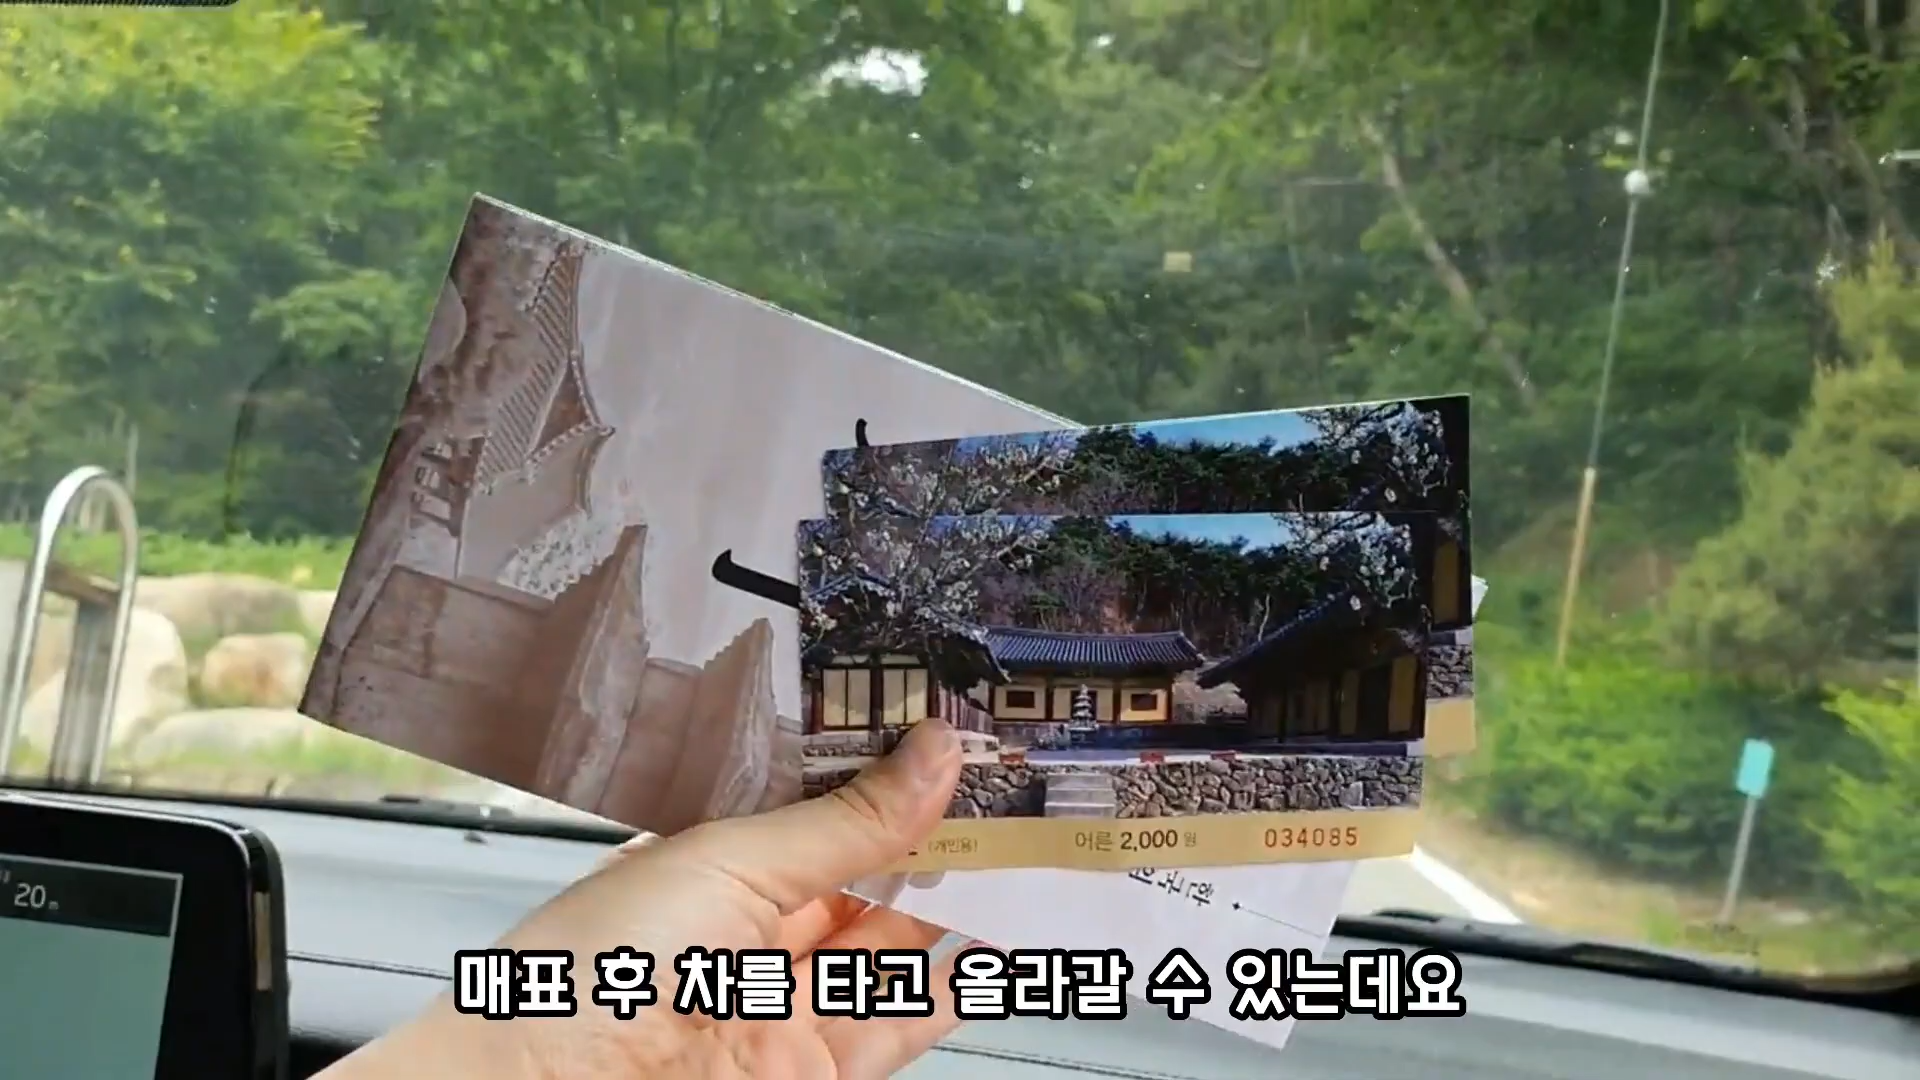 (개인용)
어른 2,000 원
034085
20m
매표 후 차를 타고 올라갈 수 있는데요